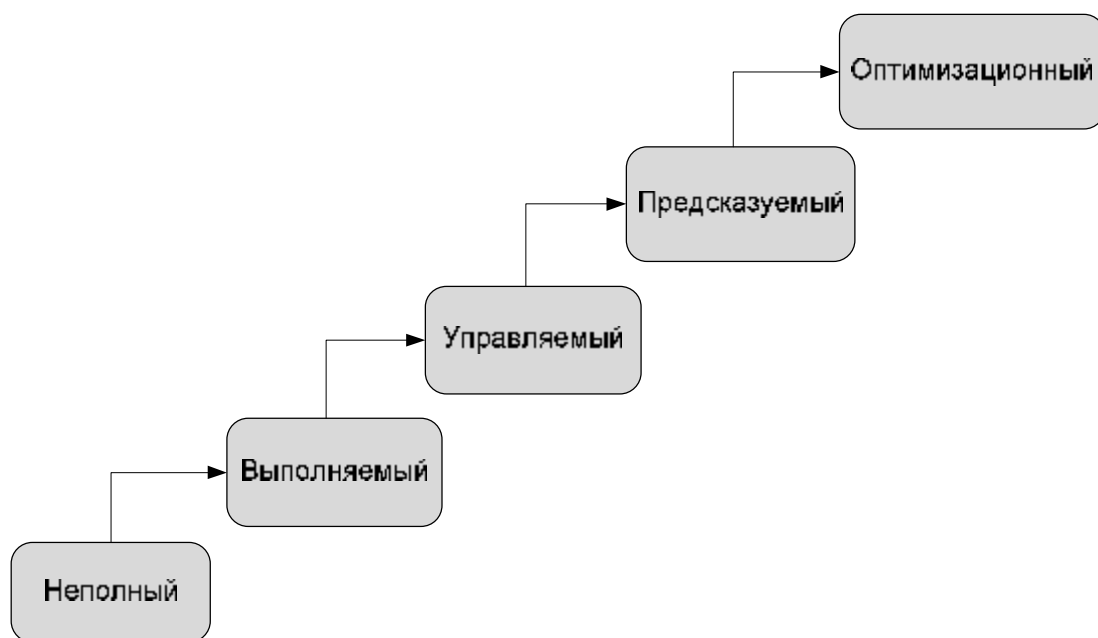 Оптимизационный
Предсказуемый
Управляемый
Выполняемый
Неполный